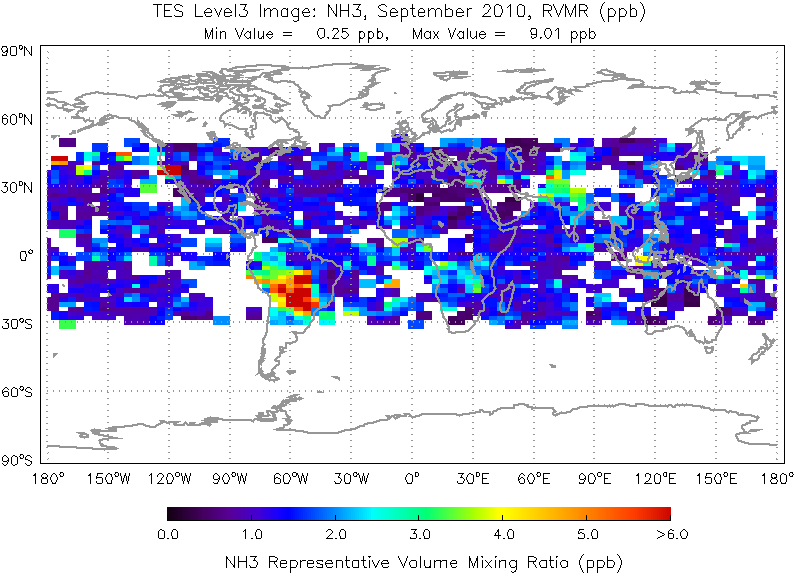 TES Level3 Image: NH3, September 2010, RVMR (ppb)
Min Value = 0.25 ppb, Max Value = 9.01 ppb
90°N
60°N
30°N
0°
30°S
60°S
90°S
180° 150°W 120°W 90°W 60°W 30°W 0° 30°E 60°E 90°E 120°E 150°E 180°
0.0 1.0 2.0 3.0 4.0 5.0 >6.0
NH3 Representative Volume Mixing Ratio (ppb)